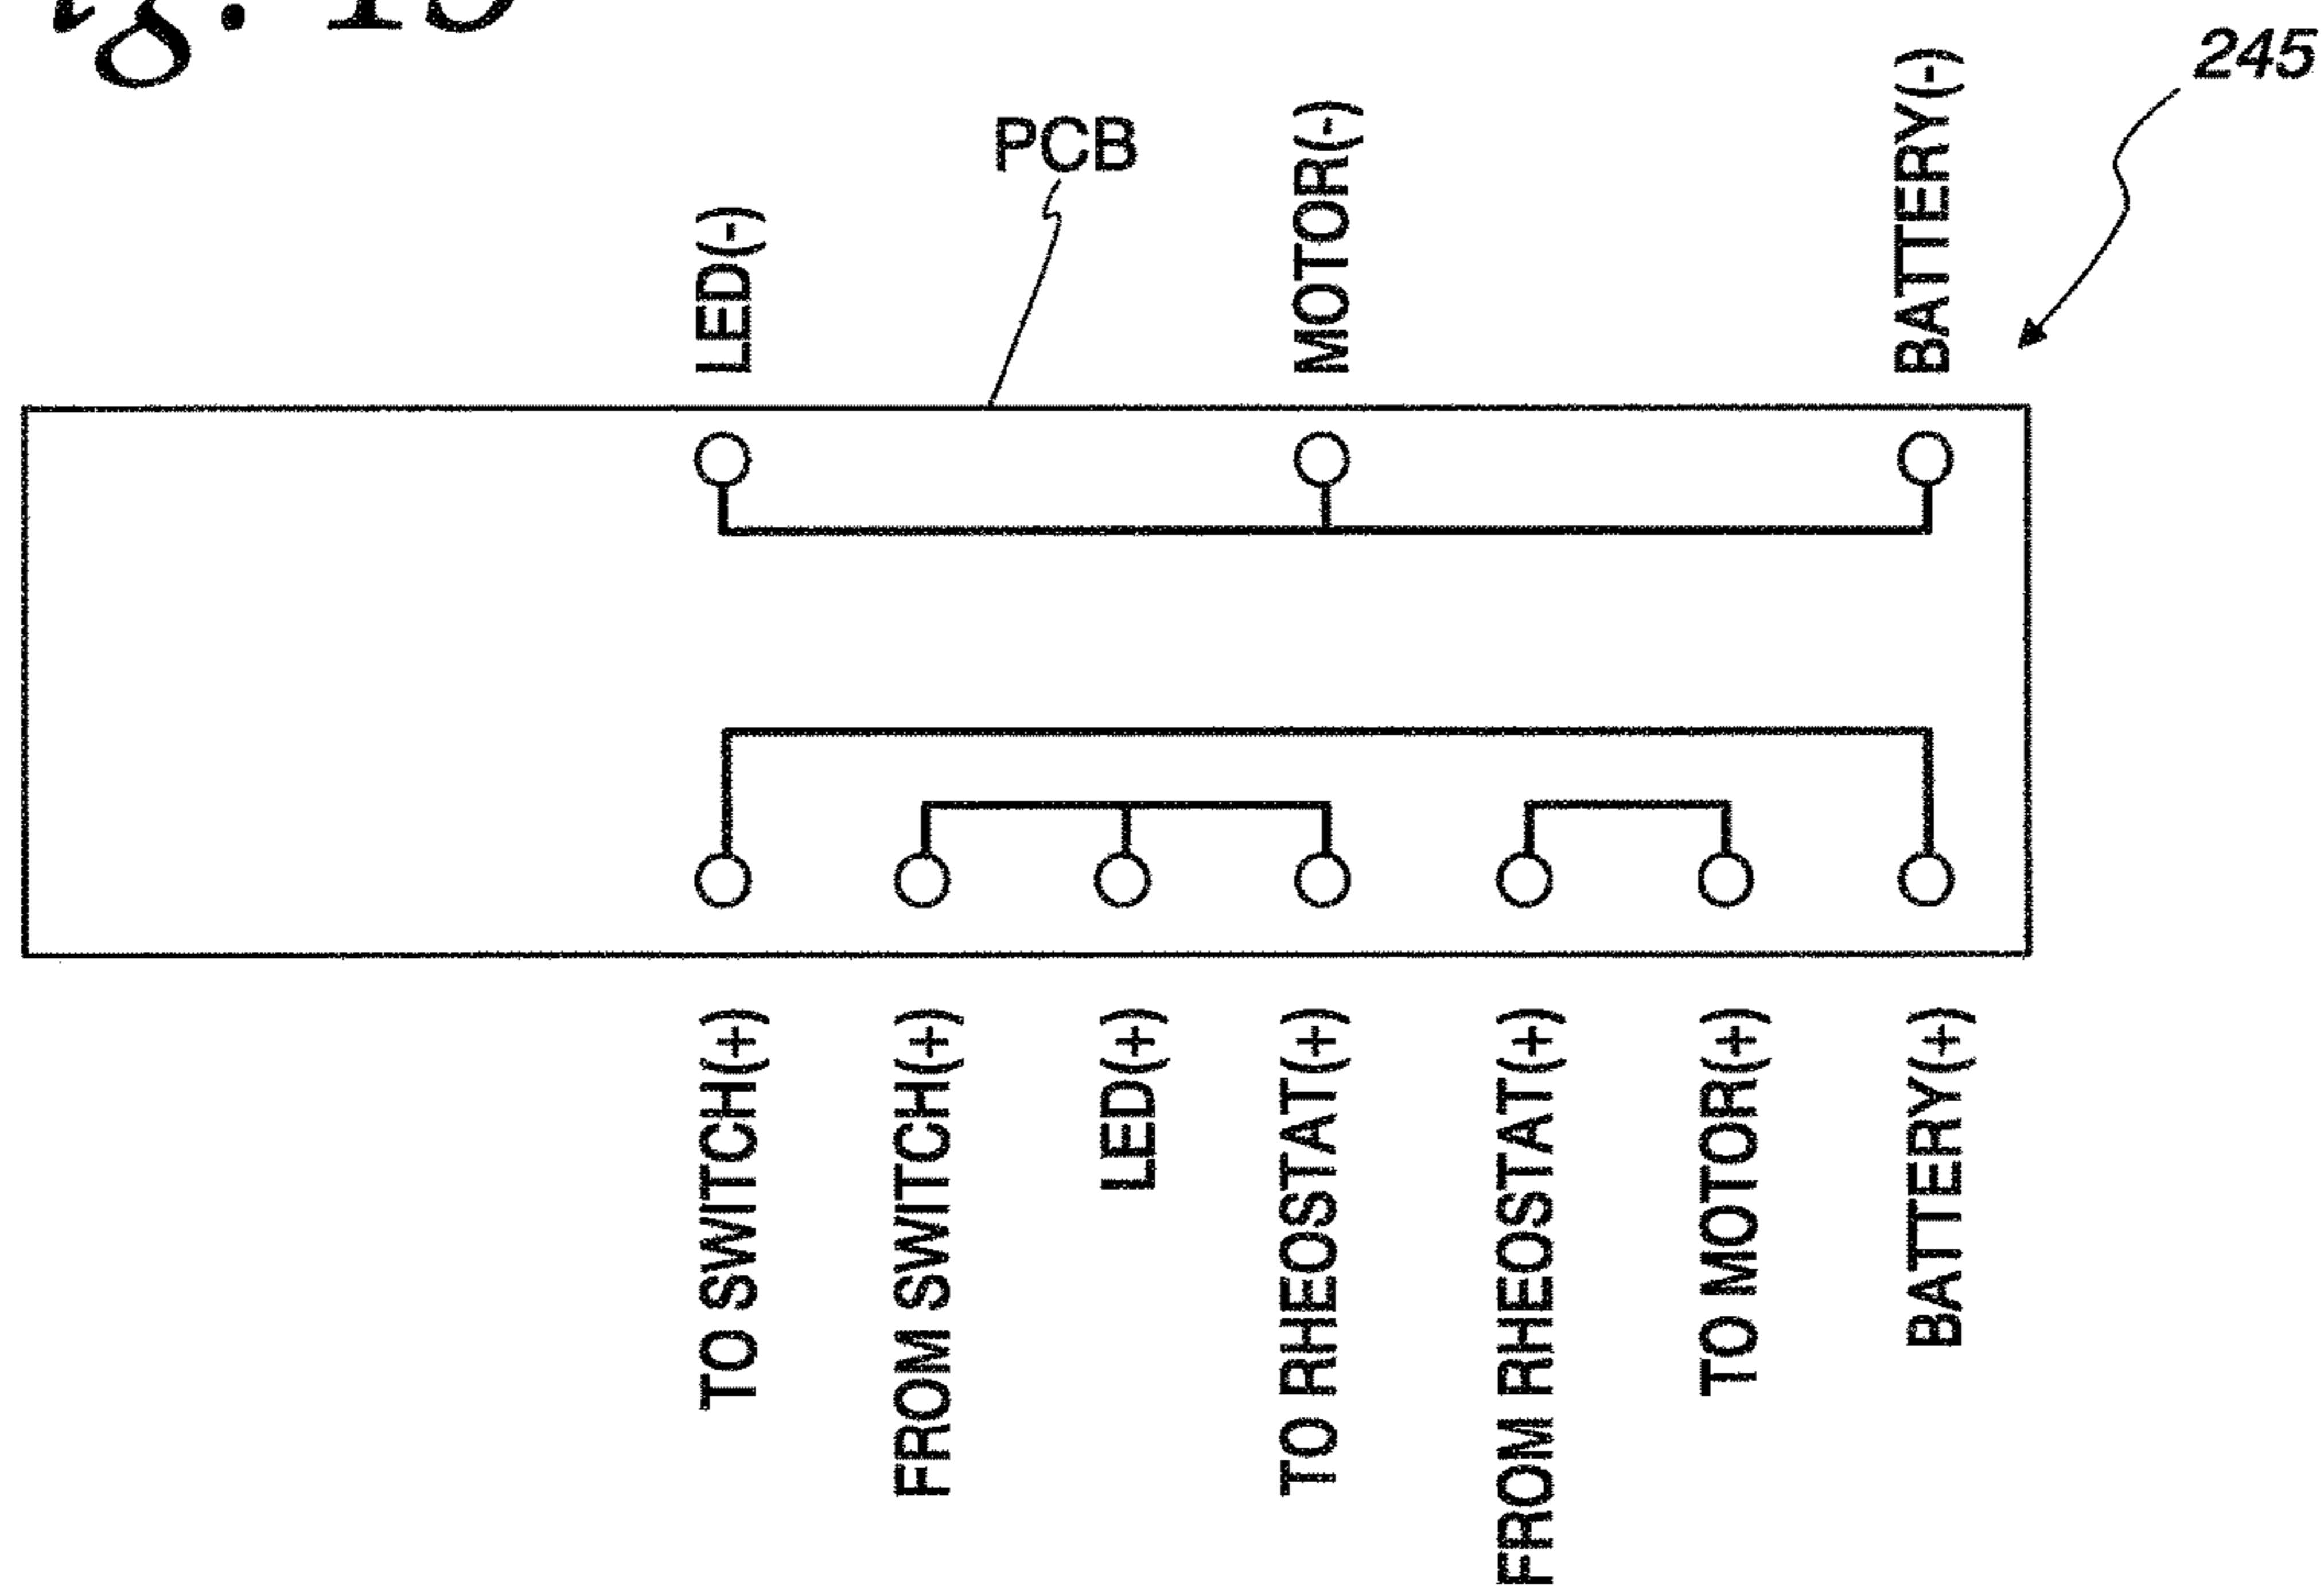 245
PCB
LED(-)
MOTOR(-)
BATTERY(-)
TO SWITCH(+)
FROM SWITCH(+)
LED(+)
TO RHEOSTAT(+)
FROM RHEOSTAT(+)
TO MOTOR(+)
BATTERY(+)